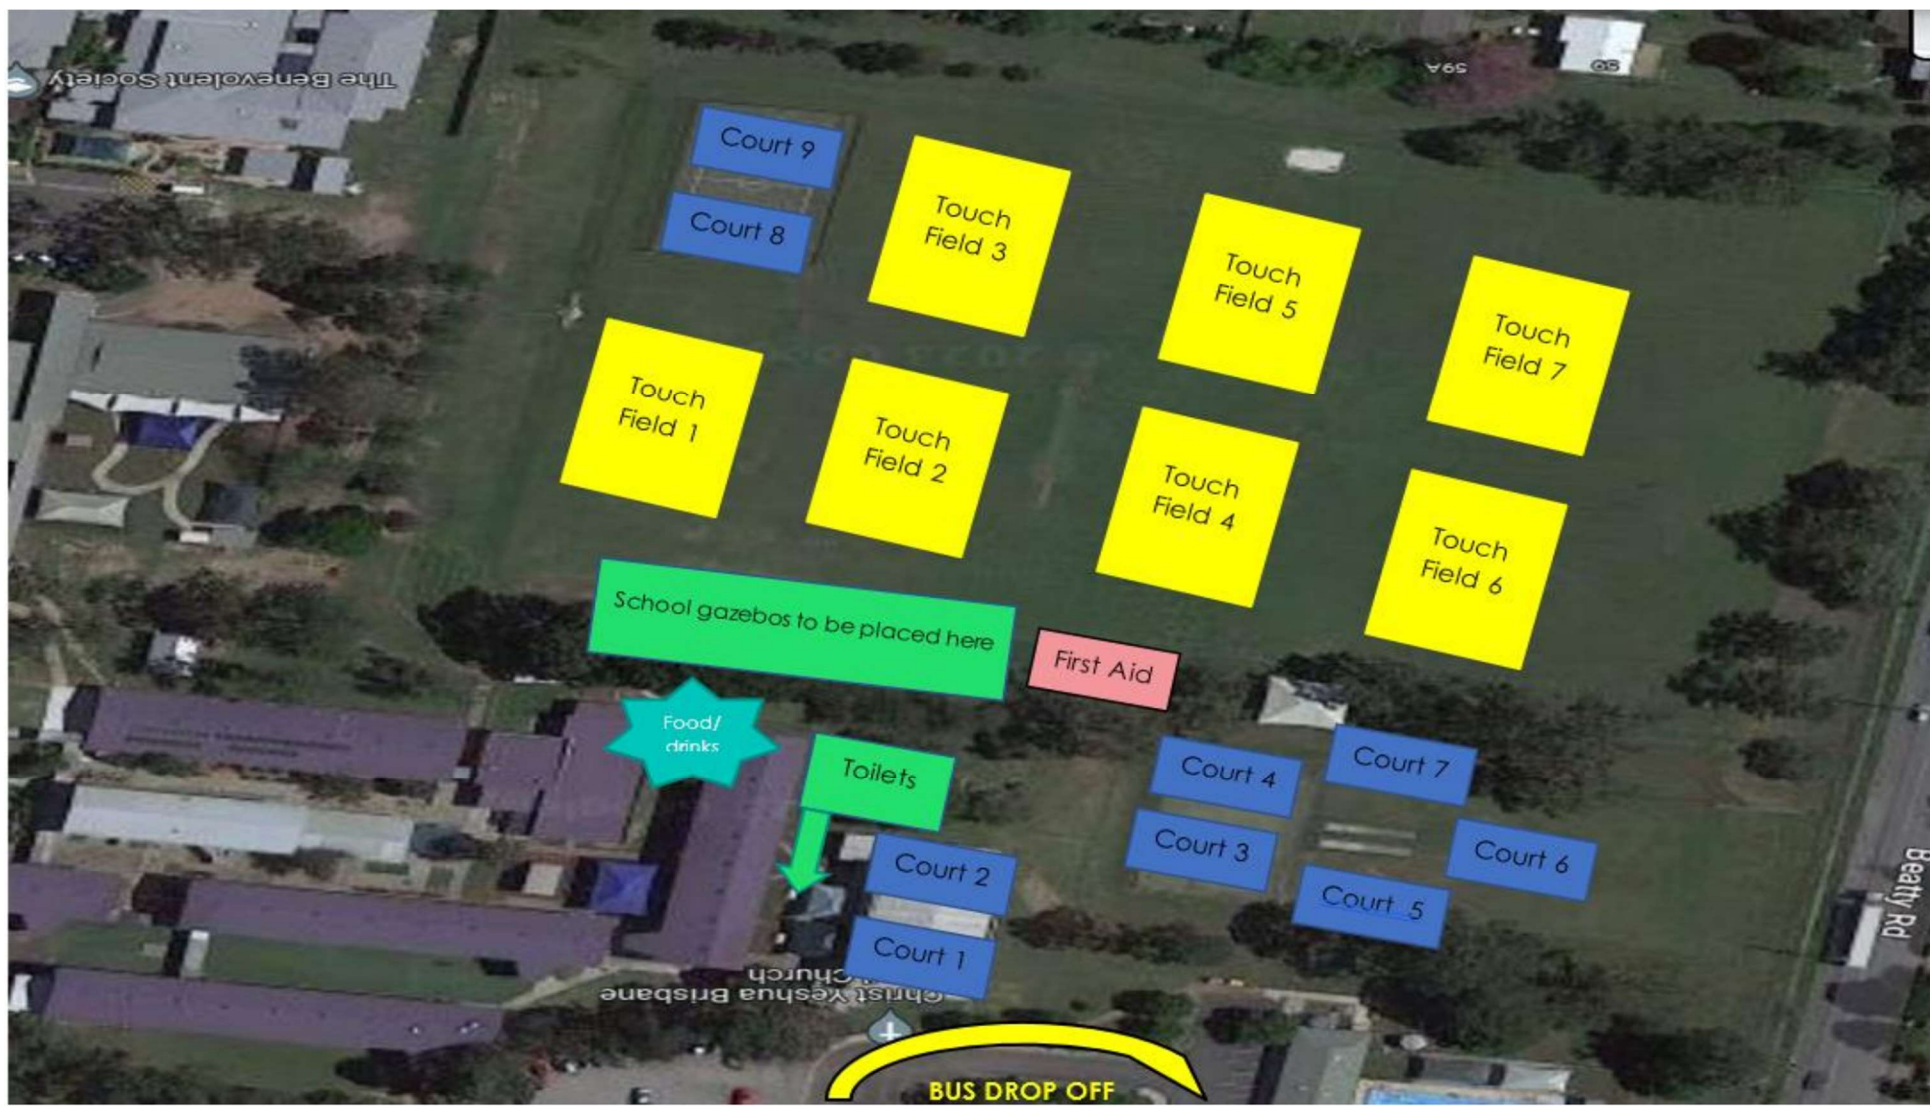 59A
59
The Benevolent Society
Court 9
Court 8
Touch
Field 3
Touch
Field 5
Touch
Field 7
Touch
Field 1
Touch
Field 2
Touch
Field 4
Touch
Field 6
School gazebos to be placed here
First Aid
Food/
drinks
Toilets
Court 4
Court 7
Court 3
Court 6
Court 2
Court 5
Court 1
Beatty Rd
Church
Christ Yeshua Brisbane
BUS DROP OFF